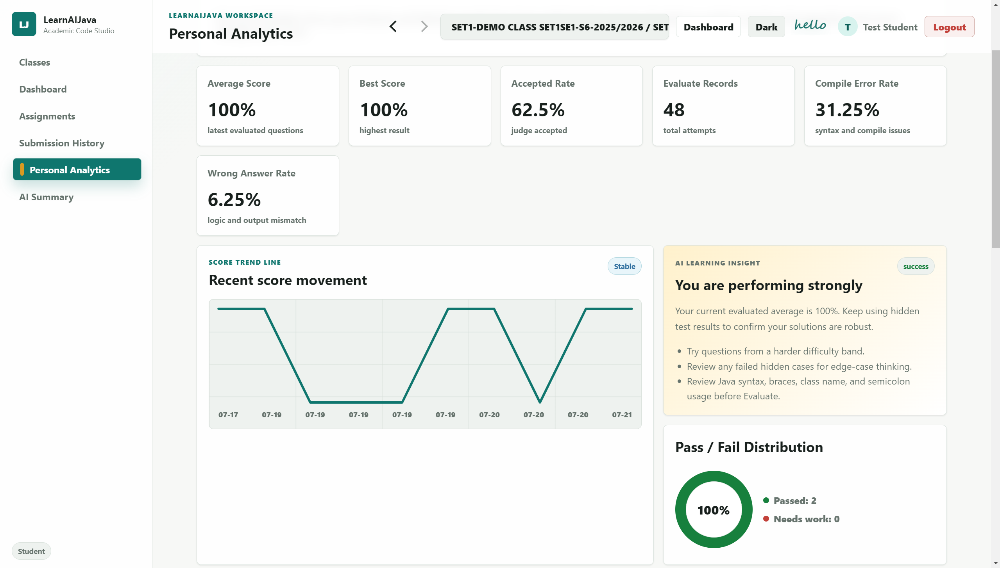 LJ
LearnAIJava
Academic Code Studio
Classes
Dashboard
Assignments
Submission History
Personal Analytics
AI Summary
Student
LEARNAIJAVA WORKSPACE
Personal Analytics
SET1-DEMO CLASS SET1SE1-S6-2025/2026 / SET
Dashboard
Dark
hello
T
Test Student
Logout
Average Score
100%
latest evaluated questions
Best Score
100%
highest result
Accepted Rate
62.5%
judge accepted
Evaluate Records
48
total attempts
Compile Error Rate
31.25%
syntax and compile issues
Wrong Answer Rate
6.25%
logic and output mismatch
SCORE TREND LINE
Stable
Recent score movement
07-17 07-19 07-19 07-19 07-19 07-19 07-20 07-20 07-20 07-21
AI LEARNING INSIGHT
success
You are performing strongly
Your current evaluated average is 100%. Keep using hidden
test results to confirm your solutions are robust.
Try questions from a harder difficulty band.
Review any failed hidden cases for edge-case thinking.
Review Java syntax, braces, class name, and semicolon
usage before Evaluate.
Pass / Fail Distribution
100%
Passed: 2
Needs work: 0